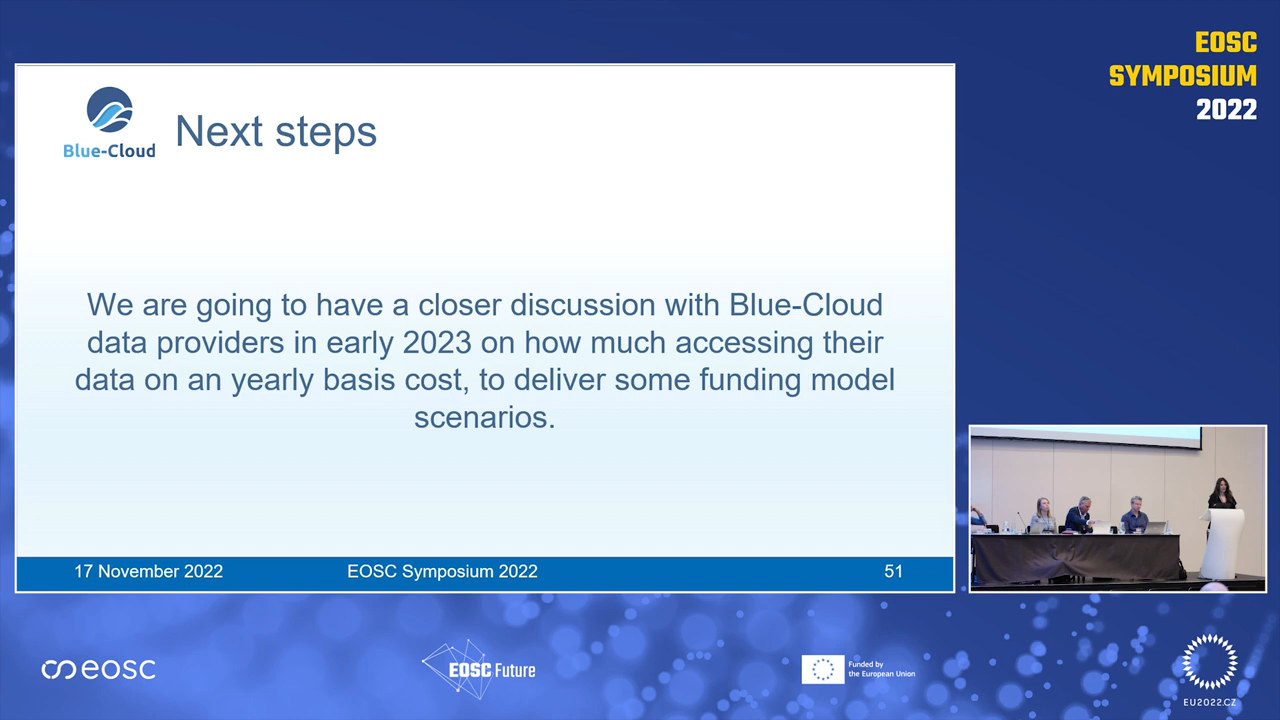 EOSC
SYMPOSIUM
2022
Blue-Cloud
Next steps
We are going to have a closer discussion with Blue-Cloud
data providers in early 2023 on how much accessing their
data on an yearly basis cost, to deliver some funding model
scenarios.
17 November 2022
EOSC Symposium 2022
51
eosc
EOSC Future
Funded by
the European Union
EU2022.CZ